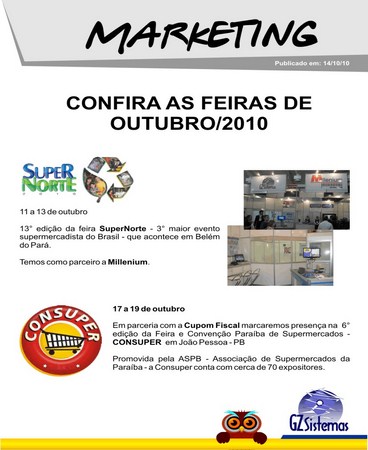 MARKETING
Publicado em: 14/10/10
CONFIRA AS FEIRAS DE
OUTUBRO/2010
SUPER
NORTE
11 a 13 de outubro
13° edição da feira SuperNorte - 3° maior evento
supermercadista do Brasil - que acontece em Belém
do Pará.
Temos como parceiro a Millenium.
17 a 19 de outubro
CONSUPER
Em parceria com a Cupom Fiscal marcaremos presença na 6°
edição da Feira e Convenção Paraíba de Supermercados -
CONSUPER em João Pessoa - PB
Promovida pela ASPB - Associação de Supermercados da
Paraíba - a Consuper conta com cerca de 70 expositores.
GZSistemas